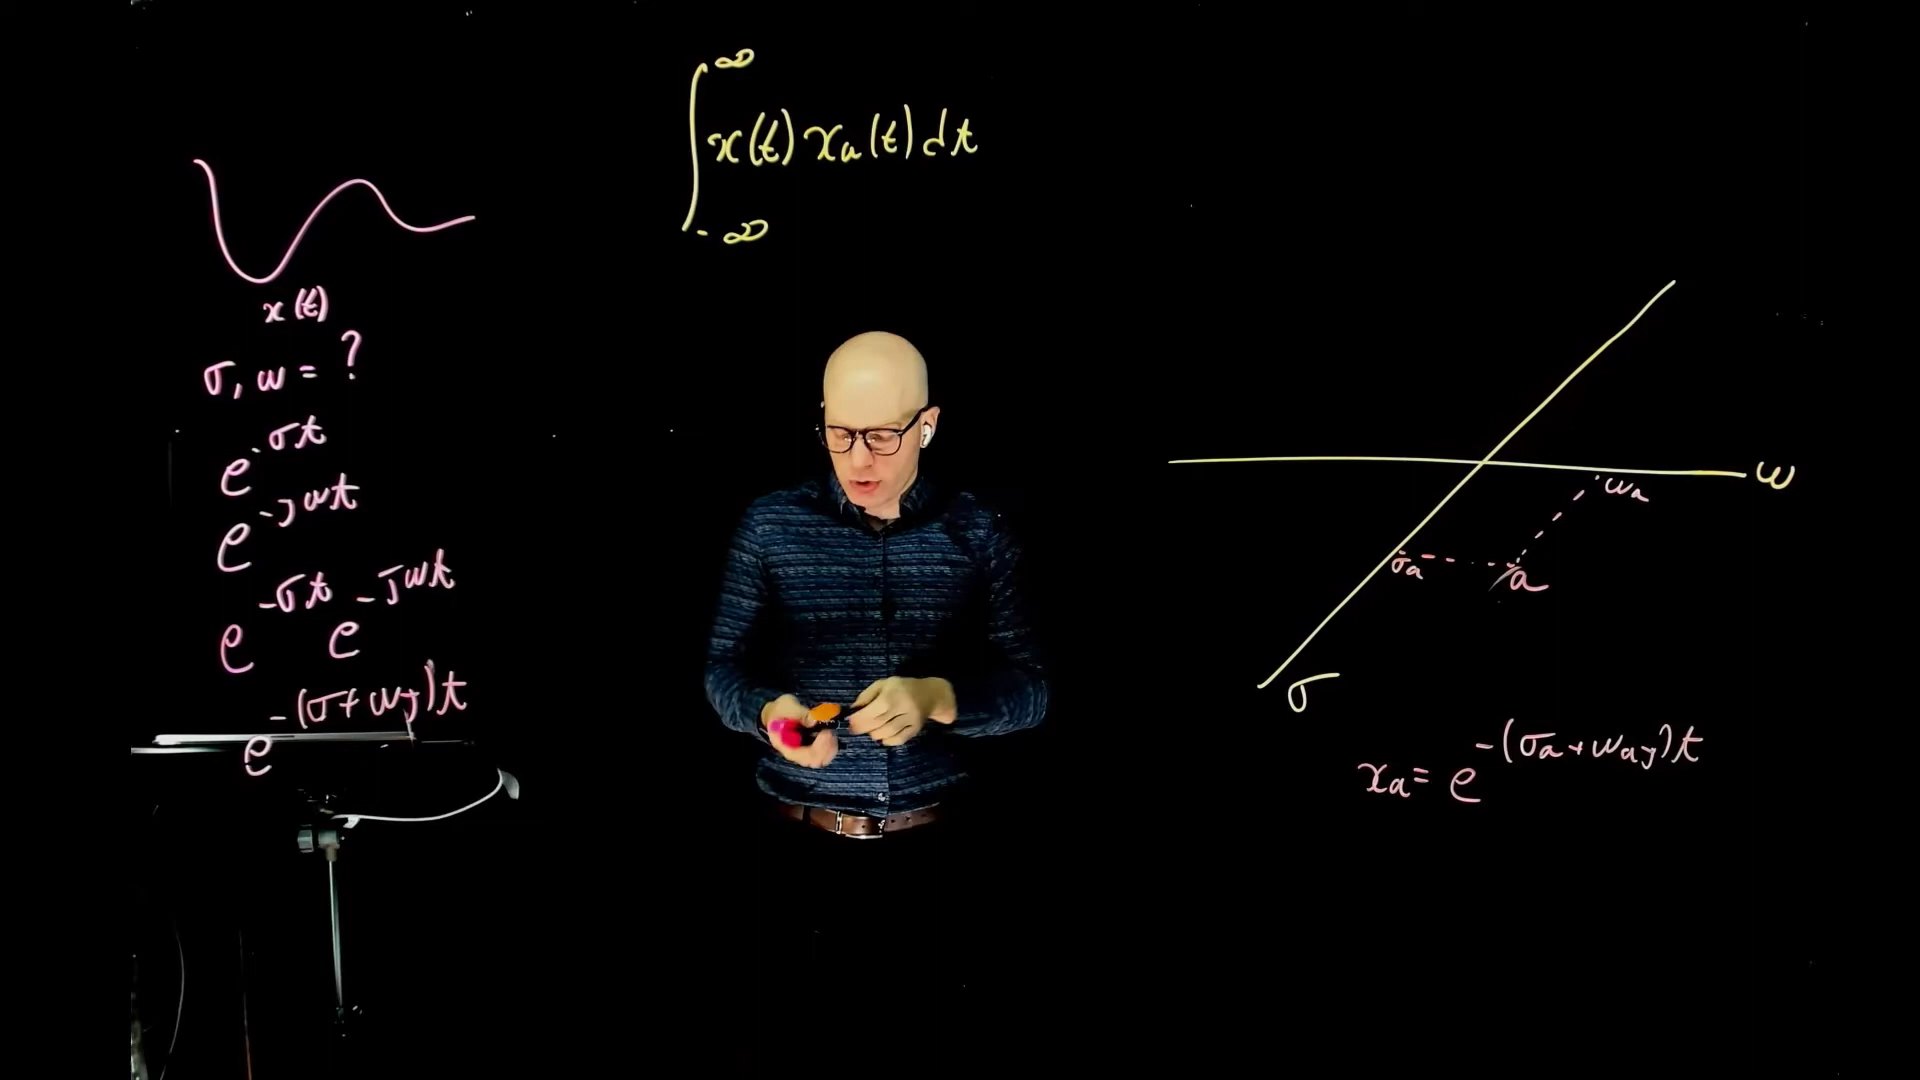 ∫_{-∞}^{∞} x(t) x_a(t) dt
x(t)
σ, ω = ?
e^{σt}
e^{-jωt}
e^{-σt} e^{-jωt}
e^{-(σ+ωj)t}
ω
ω_a
σ_a
a
σ
x_a = e^{-(σ_a+ω_a j)t}